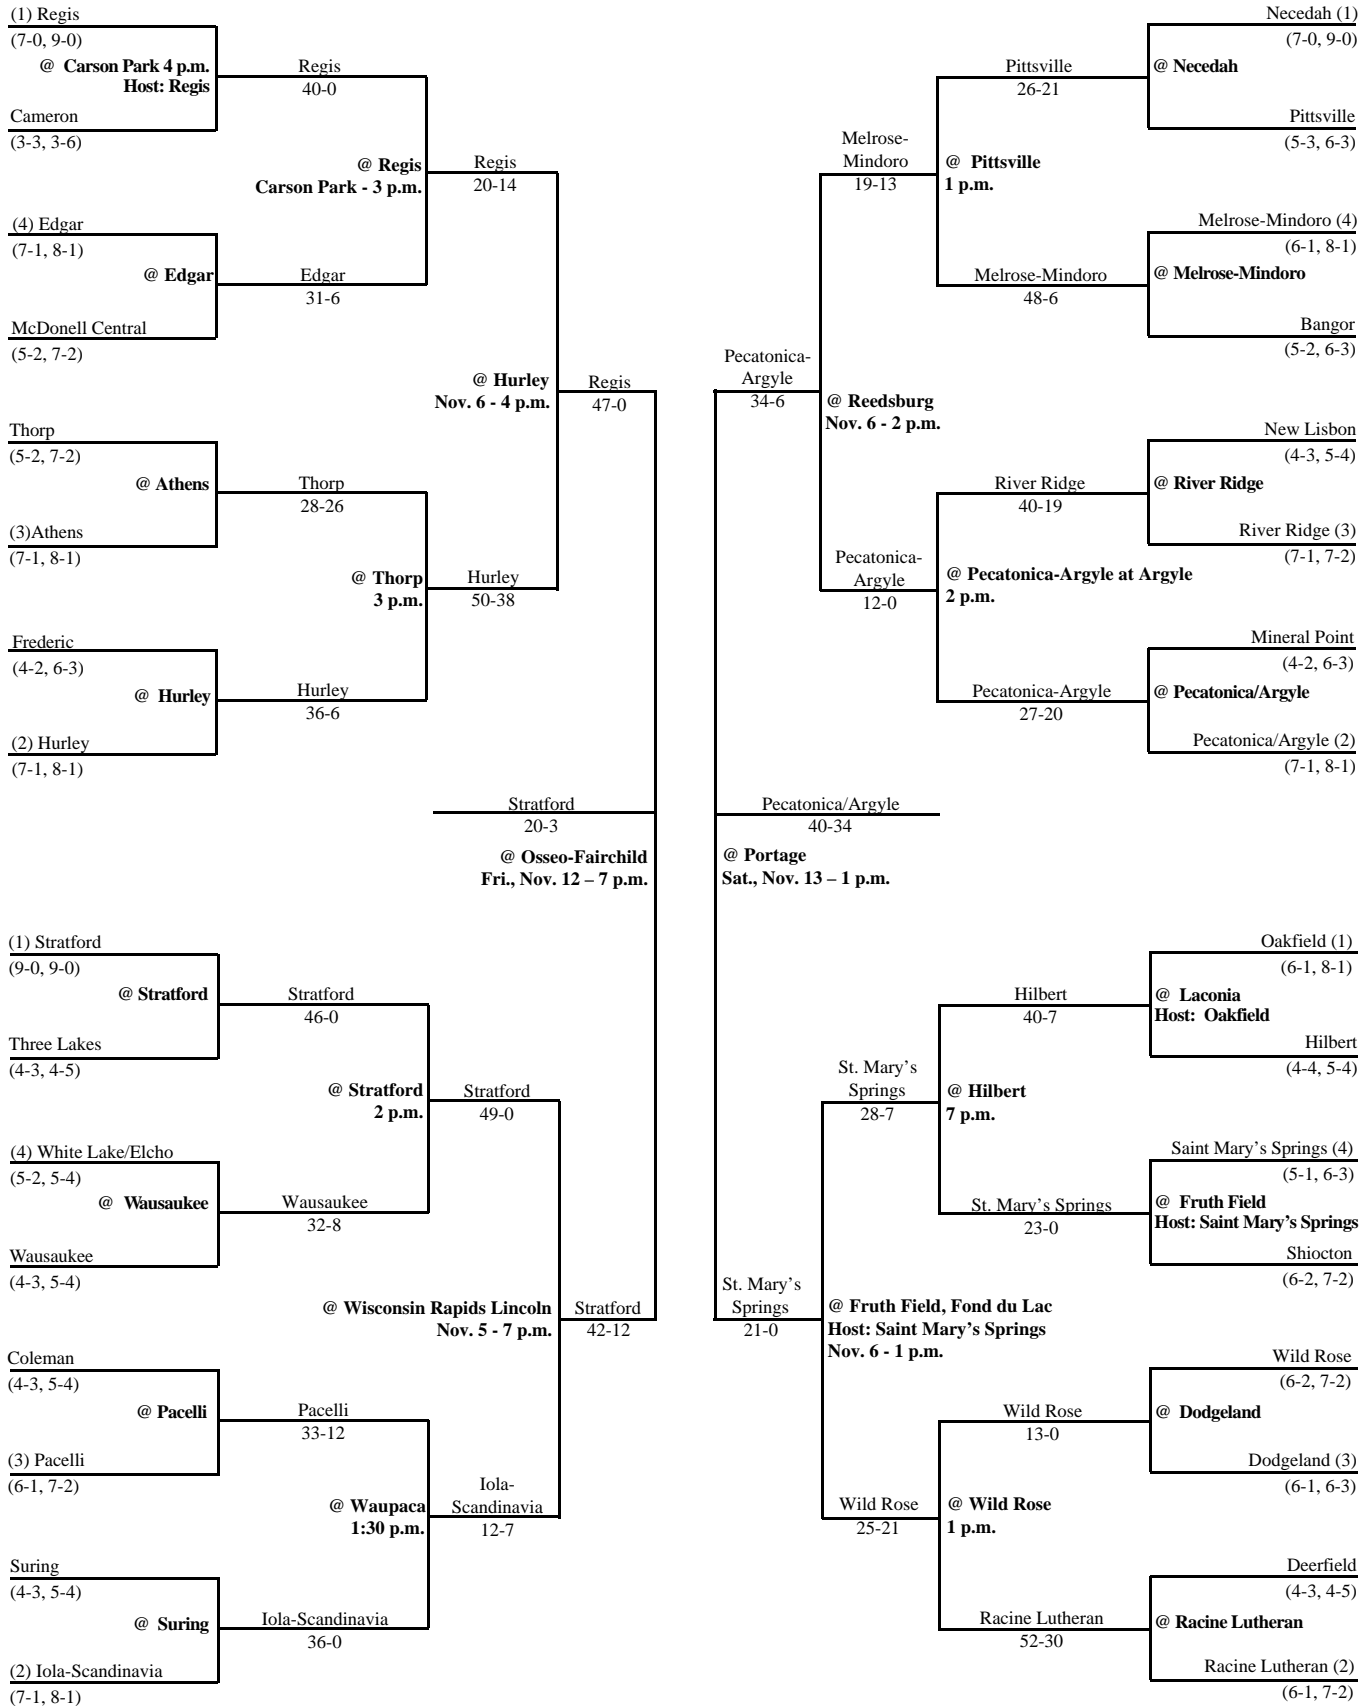 (1) Regis
(7-0, 9-0)
@ Carson Park 4 p.m.
Host: Regis
Cameron
(3-3, 3-6)
Regis
40-0
(4) Edgar
(7-1, 8-1)
@ Edgar
McDonell Central
(5-2, 7-2)
Edgar
31-6
@ Regis
Carson Park - 3 p.m.
Regis
20-14
Thorp
(5-2, 7-2)
@ Athens
(3)Athens
(7-1, 8-1)
Thorp
28-26
Frederic
(4-2, 6-3)
@ Hurley
(2) Hurley
(7-1, 8-1)
Hurley
36-6
@ Thorp
3 p.m.
Hurley
50-38
@ Hurley
Nov. 6 - 4 p.m.
Regis
47-0
Stratford
20-3
@ Osseo-Fairchild
Fri., Nov. 12 – 7 p.m.
(1) Stratford
(9-0, 9-0)
@ Stratford
Three Lakes
(4-3, 4-5)
Stratford
46-0
(4) White Lake/Elcho
(5-2, 5-4)
@ Wausaukee
Wausaukee
(4-3, 5-4)
Wausaukee
32-8
@ Stratford
2 p.m.
Stratford
49-0
Coleman
(4-3, 5-4)
@ Pacelli
(3) Pacelli
(6-1, 7-2)
Pacelli
33-12
Suring
(4-3, 5-4)
@ Suring
(2) Iola-Scandinavia
(7-1, 8-1)
Iola-Scandinavia
36-0
@ Waupaca
1:30 p.m.
Iola-
Scandinavia
12-7
@ Wisconsin Rapids Lincoln
Nov. 5 - 7 p.m.
Stratford
42-12
Necedah (1)
(7-0, 9-0)
@ Necedah
Pittsville
(5-3, 6-3)
Pittsville
26-21
Melrose-Mindoro (4)
(6-1, 8-1)
@ Melrose-Mindoro
Bangor
(5-2, 6-3)
Melrose-Mindoro
48-6
@ Pittsville
1 p.m.
Melrose-
Mindoro
19-13
New Lisbon
(4-3, 5-4)
@ River Ridge
River Ridge (3)
(7-1, 7-2)
River Ridge
40-19
Mineral Point
(4-2, 6-3)
@ Pecatonica/Argyle
Pecatonica/Argyle (2)
(7-1, 8-1)
Pecatonica-Argyle
27-20
@ Pecatonica-Argyle at Argyle
2 p.m.
Pecatonica-
Argyle
12-0
@ Reedsburg
Nov. 6 - 2 p.m.
Pecatonica-
Argyle
34-6
Pecatonica/Argyle
40-34
@ Portage
Sat., Nov. 13 – 1 p.m.
Oakfield (1)
(6-1, 8-1)
@ Laconia
Host: Oakfield
Hilbert
(4-4, 5-4)
Hilbert
40-7
Saint Mary's Springs (4)
(5-1, 6-3)
@ Fruth Field
Host: Saint Mary's Springs
Shiocton
(6-2, 7-2)
St. Mary's Springs
23-0
@ Hilbert
7 p.m.
St. Mary's
Springs
28-7
Wild Rose
(6-2, 7-2)
@ Dodgeland
Dodgeland (3)
(6-1, 6-3)
Wild Rose
13-0
Deerfield
(4-3, 4-5)
@ Racine Lutheran
Racine Lutheran (2)
(6-1, 7-2)
Racine Lutheran
52-30
@ Wild Rose
1 p.m.
Wild Rose
25-21
@ Fruth Field, Fond du Lac
Host: Saint Mary's Springs
Nov. 6 - 1 p.m.
St. Mary's
Springs
21-0